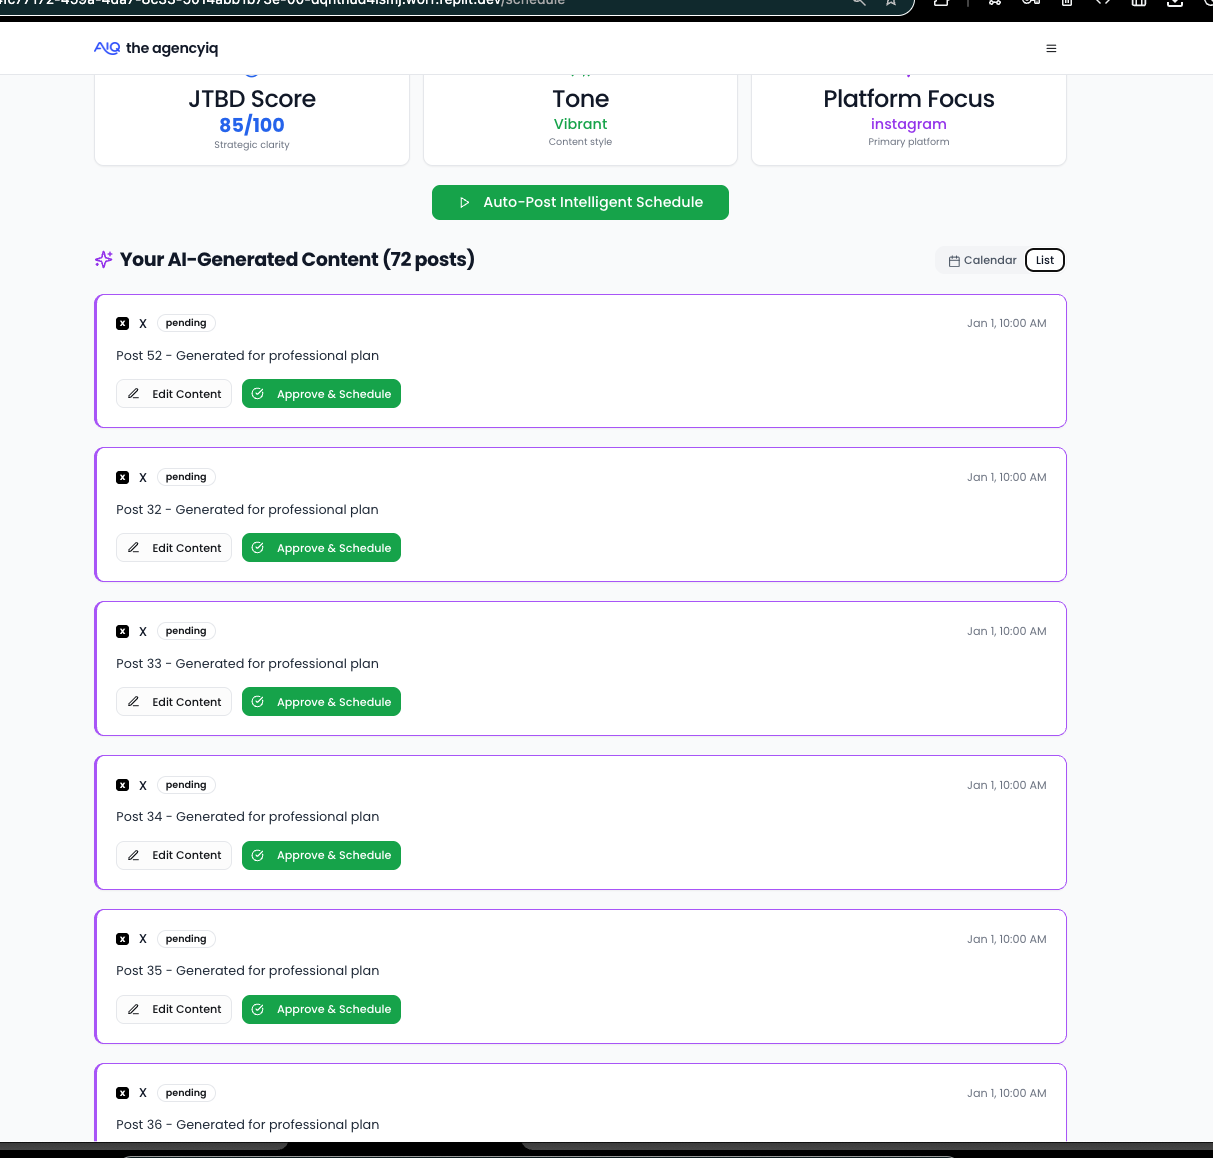 the agencyiq
JTBD Score
85/100
Strategic clarity
Tone
Vibrant
Content style
Platform Focus
instagram
Primary platform
Auto-Post Intelligent Schedule
Your AI-Generated Content (72 posts)
Calendar
List
X pending Jan 1, 10:00 AM
Post 52 - Generated for professional plan
Edit Content Approve & Schedule
X pending Jan 1, 10:00 AM
Post 32 - Generated for professional plan
Edit Content Approve & Schedule
X pending Jan 1, 10:00 AM
Post 33 - Generated for professional plan
Edit Content Approve & Schedule
X pending Jan 1, 10:00 AM
Post 34 - Generated for professional plan
Edit Content Approve & Schedule
X pending Jan 1, 10:00 AM
Post 35 - Generated for professional plan
Edit Content Approve & Schedule
X pending Jan 1, 10:00 AM
Post 36 - Generated for professional plan